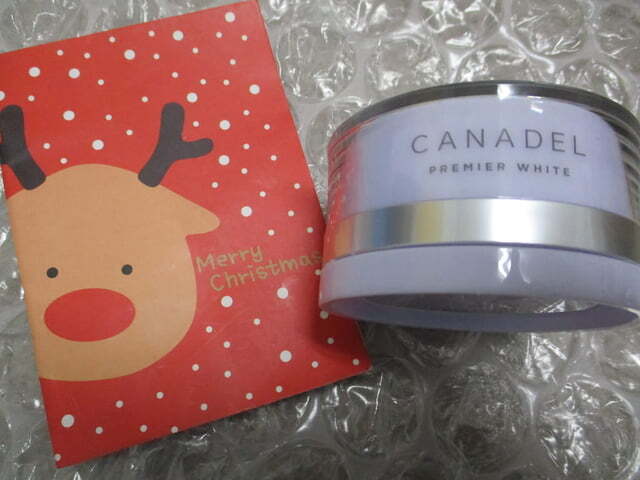 Merry
Christmas
CANADEL
PREMIER WHITE